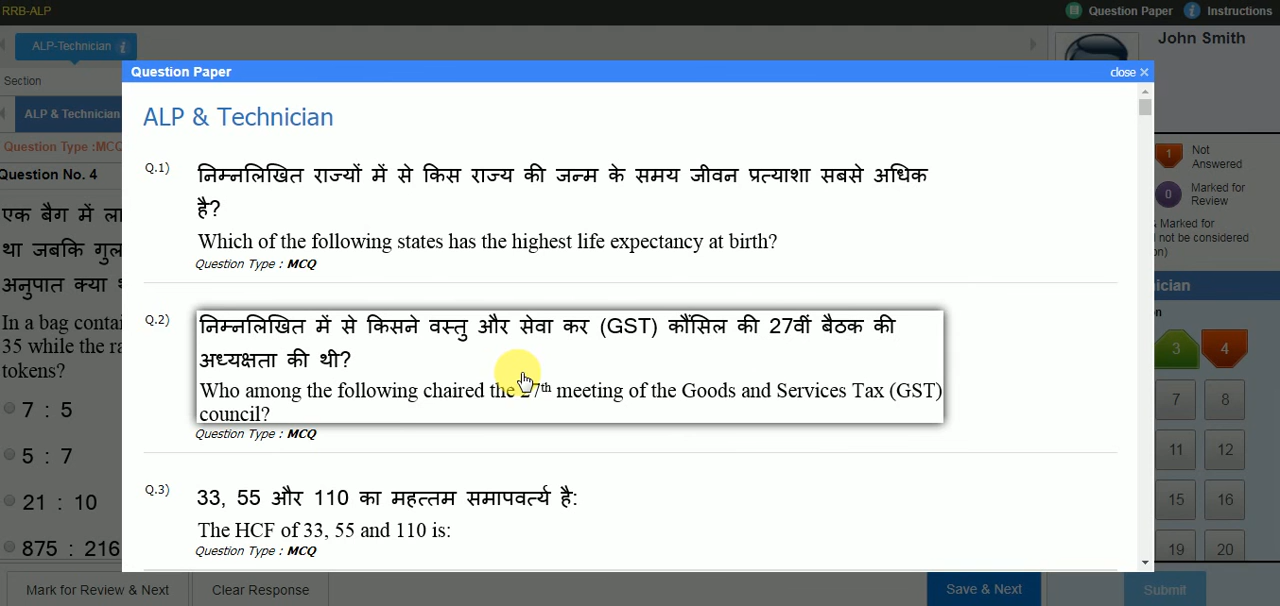 RRB-ALP
Question Paper
Instructions
ALP-Technician
John Smith
Section
Question Paper
close
ALP & Technician
ALP & Technician
Question Type :MCQ
Question No. 4
Q.1)
निम्नलिखित राज्यों में से किस राज्य की जन्म के समय जीवन प्रत्याशा सबसे अधिक
है?
Which of the following states has the highest life expectancy at birth?
Question Type : MCQ
Q.2)
निम्नलिखित में से किसने वस्तु और सेवा कर (GST) कौंसिल की 27वीं बैठक की
अध्यक्षता की थी?
Who among the following chaired the 27th meeting of the Goods and Services Tax (GST)
council?
Question Type : MCQ
Q.3)
33, 55 और 110 का महत्तम समापवर्त्य है:
The HCF of 33, 55 and 110 is:
Question Type : MCQ
एक बैग में
था जबकि
अनुपात क्या
In a bag
35 while the
tokens?
7 : 5
5 : 7
21 : 10
875 : 216
1
Not
Answered
0
Marked for
Review
Marked for
not be considered
3
4
7
8
11
12
15
16
19
20
Mark for Review & Next
Clear Response
Save & Next
Submit